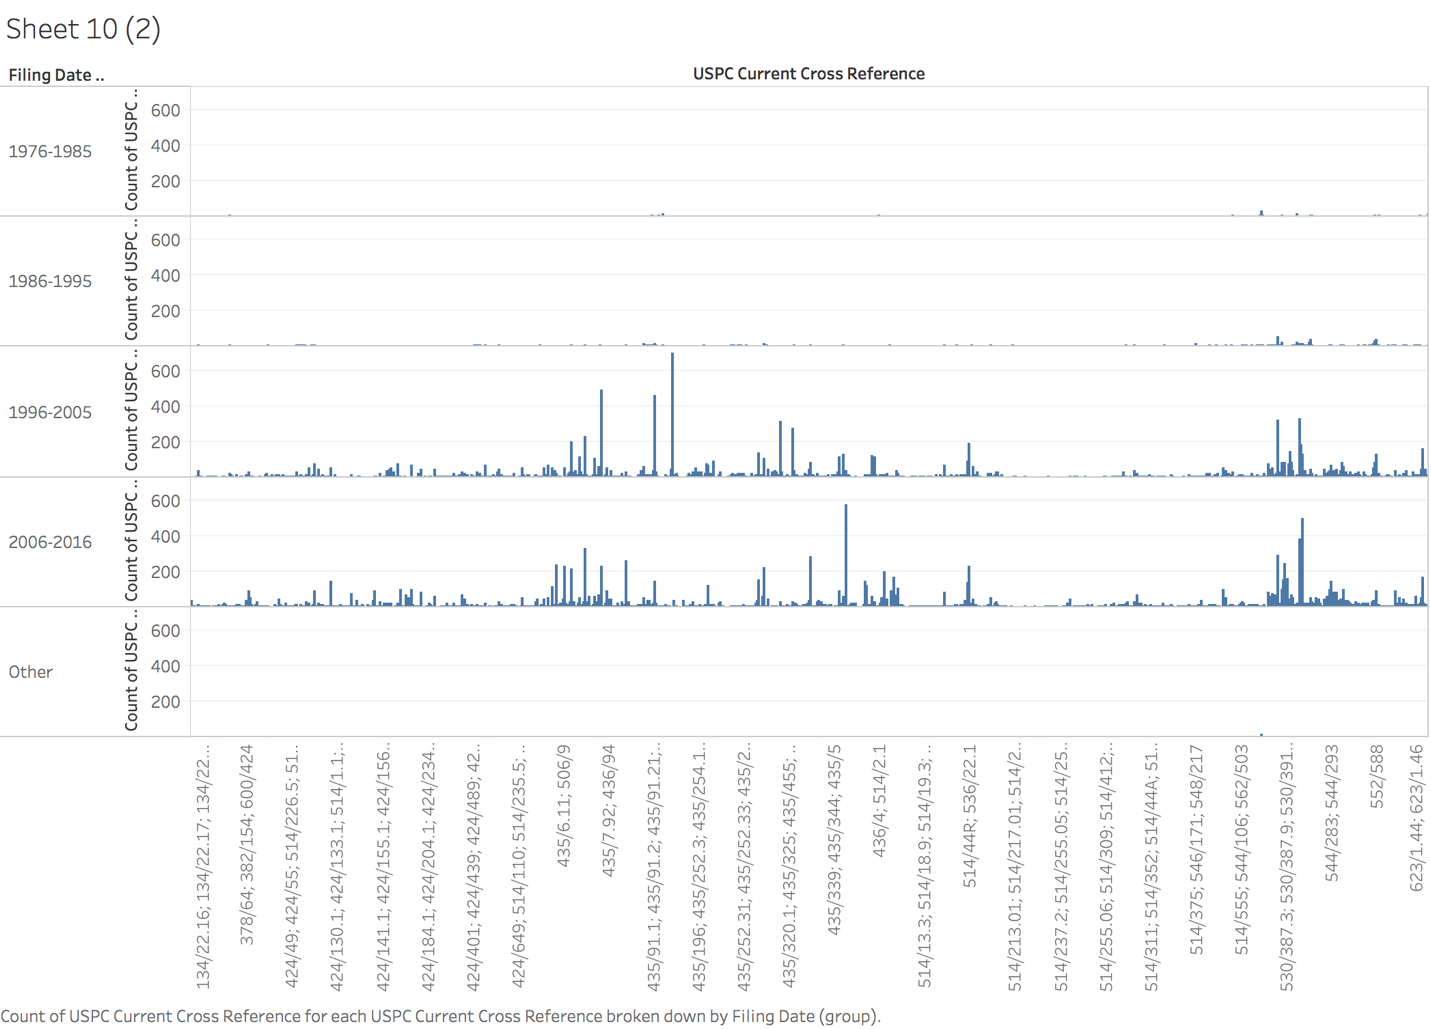 Sheet 10 (2)
Filing Date ..
USPC Current Cross Reference
1976-1985
Count of USPC ..
600
400
200
1986-1995
Count of USPC ..
600
400
200
1996-2005
Count of USPC ..
600
400
200
2006-2016
Count of USPC ..
600
400
200
Other
Count of USPC ..
600
400
200
134/22.16; 134/22.17; 134/22...
378/64; 382/154; 600/424
424/49; 424/55; 514/226.5; 51..
424/130.1; 424/133.1; 514/1.1;..
424/141.1; 424/155.1; 424/156..
424/184.1; 424/204.1; 424/234..
424/401; 424/439; 424/489; 42..
424/649; 514/110; 514/235.5;..
435/6.11; 506/9
435/7.92; 436/94
435/91.1; 435/91.2; 435/91.21;..
435/196; 435/252.3; 435/254.1..
435/252.31; 435/252.33; 435/2..
435/320.1; 435/325; 435/455; ..
435/339; 435/344; 435/5
436/4; 514/2.1
514/13.3; 514/18.9; 514/19.3;..
514/44R; 536/22.1
514/213.01; 514/217.01; 514/2..
514/237.2; 514/255.05; 514/25..
514/255.06; 514/309; 514/412;..
514/311; 514/352; 514/44A; 51..
514/375; 546/171; 548/217
514/555; 544/106; 562/503
530/387.3; 530/387.9; 530/391..
544/283; 544/293
552/588
623/1.44; 623/1.46
Count of USPC Current Cross Reference for each USPC Current Cross Reference broken down by Filing Date (group).